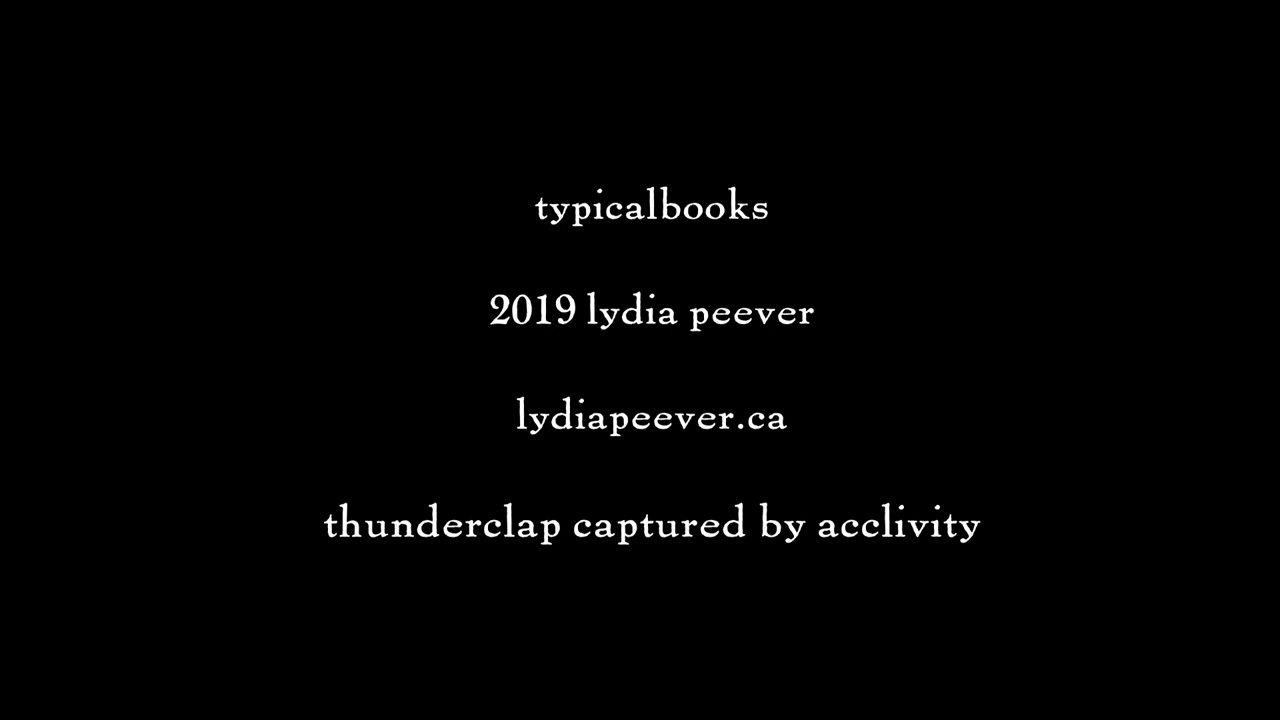 typicalbooks
2019 lydia peever
lydiapeever.ca
thunderclap captured by acclivity